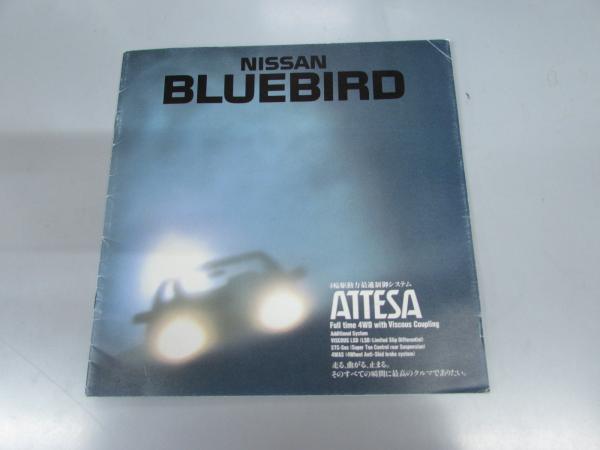 NISSAN
BLUEBIRD
4輪駆動力最適制御システム
ATTESA
Full time 4WD with Viscous Coupling
Additional System
VISCOUS LSD (LSD:Limited Slip Differential)
STC-Sus (Super Toe Control rear Suspension)
4WAS (4Wheel Anti-Skid brake system)
走る、曲がる、止まる。
そのすべての瞬間に最高のクルマでありたい。